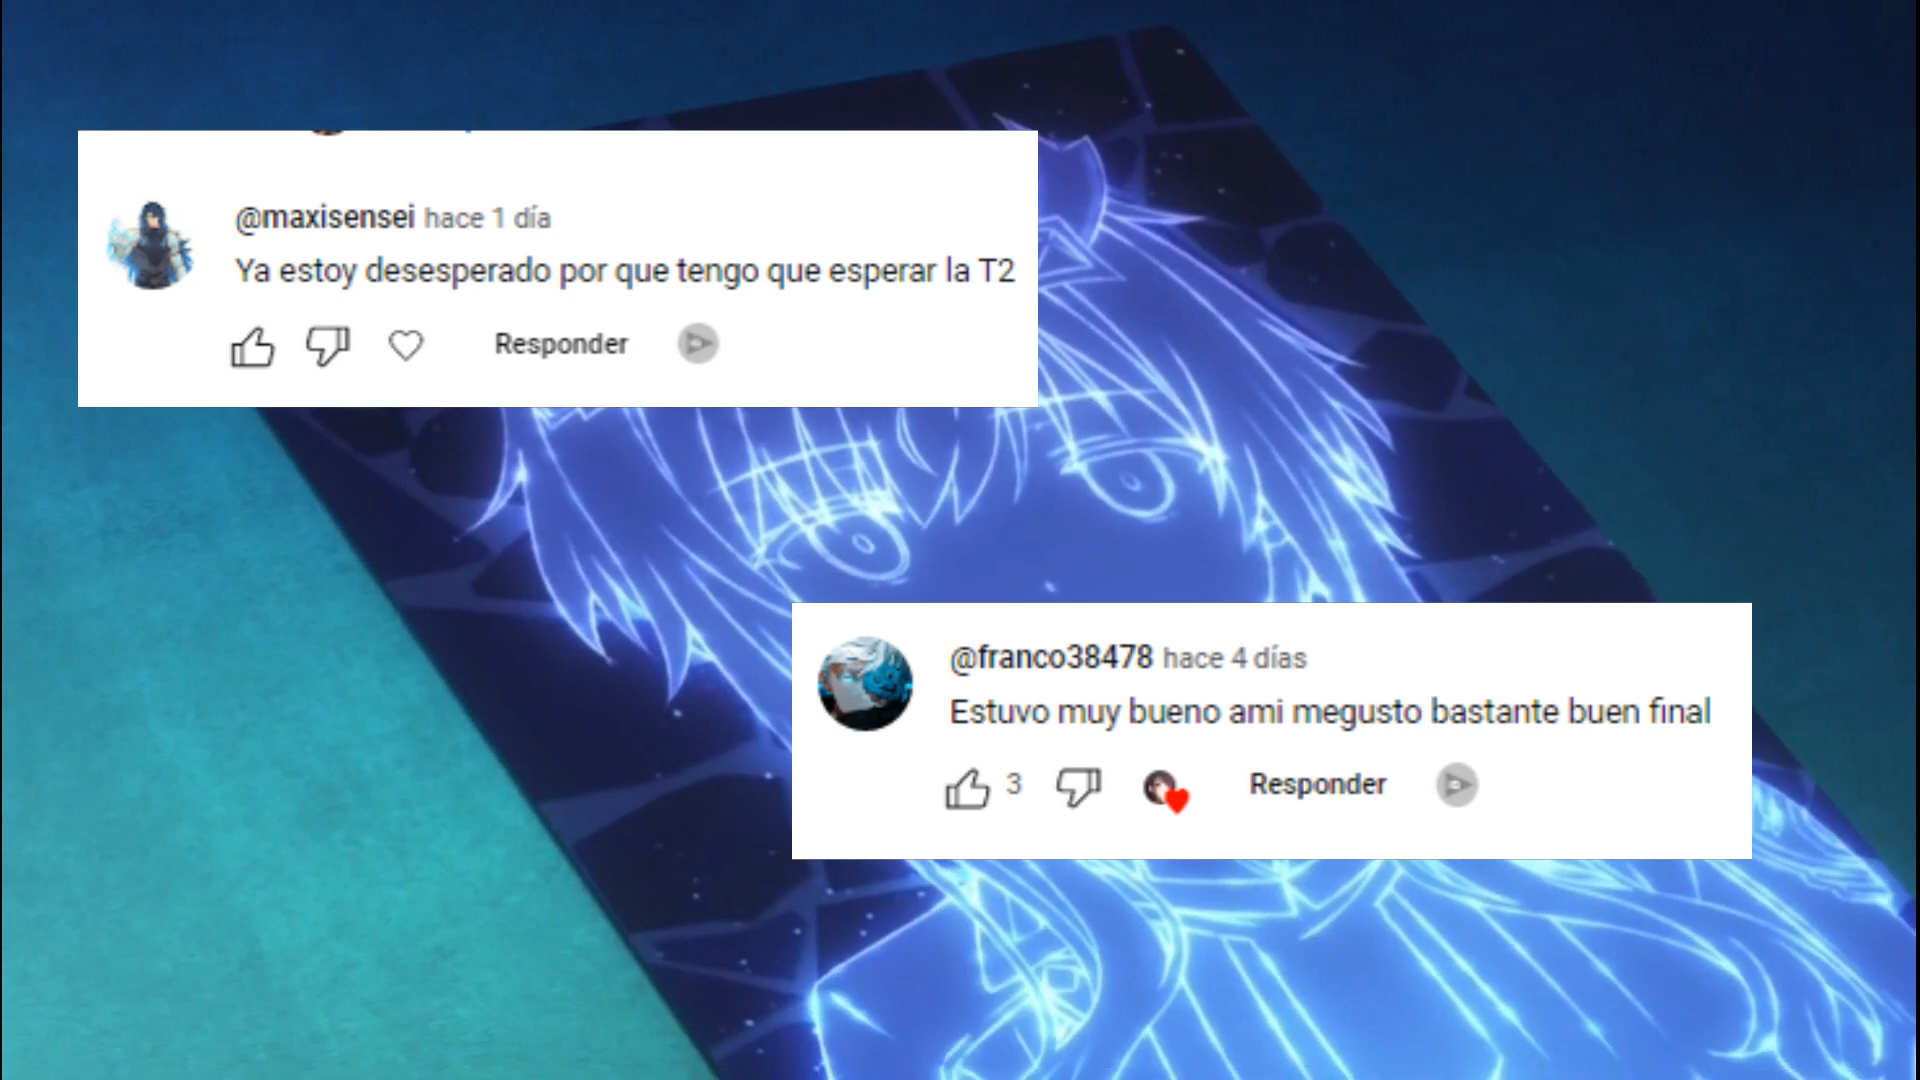 @maxisensei hace 1 día
Ya estoy desesperado por que tengo que esperar la T2
Responder
@franco38478 hace 4 días
Estuvo muy bueno ami megusto bastante buen final
3
Responder